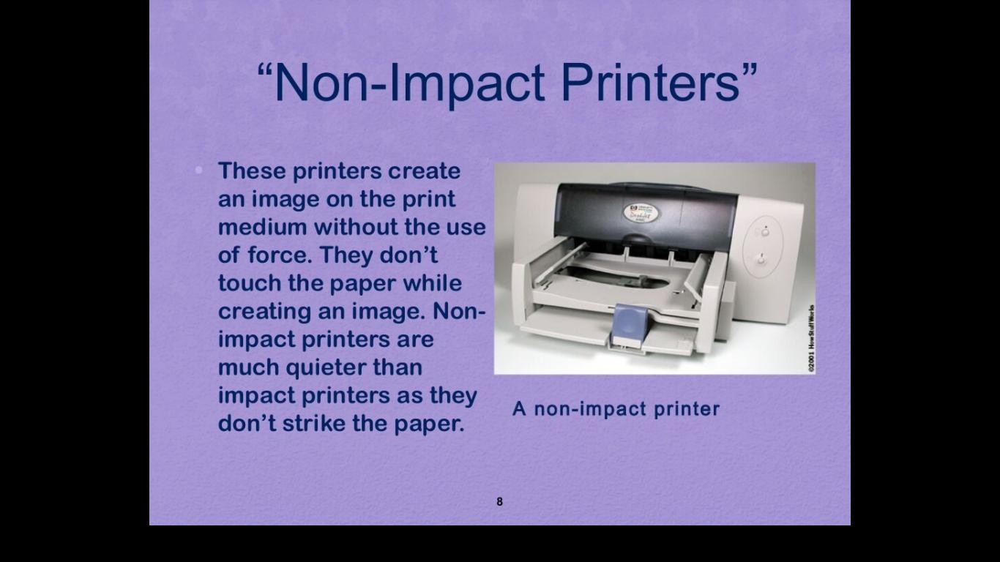 “Non-Impact Printers”
• These printers create
an image on the print
medium without the use
of force. They don’t
touch the paper while
creating an image. Non-
impact printers are
much quieter than
impact printers as they
don’t strike the paper.
hp
DeskJet
©2001 HowStuffWorks
A non-impact printer
8